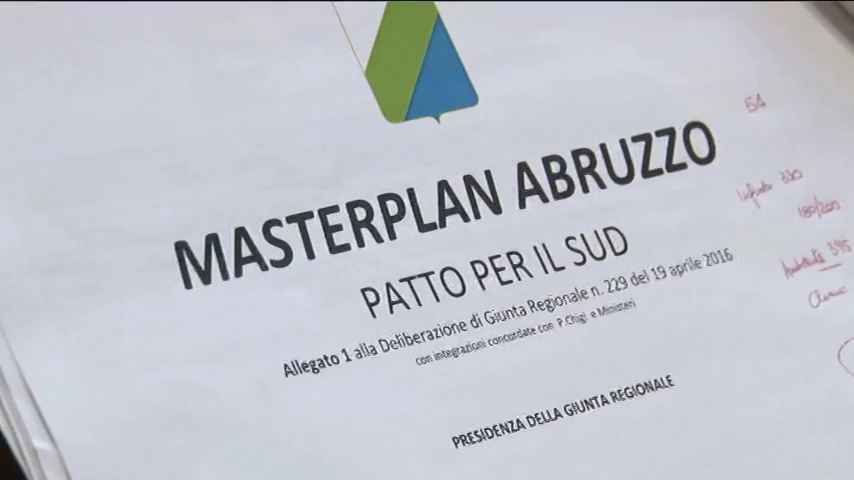 54
MASTERPLAN ABRUZZO
PATTO PER IL SUD
Allegato 1 alla Deliberazione di Giunta Regionale n. 229 del 19 aprile 2016
con integrazioni concordate con P.Chigi e Ministeri
PRESIDENZA DELLA GIUNTA REGIONALE